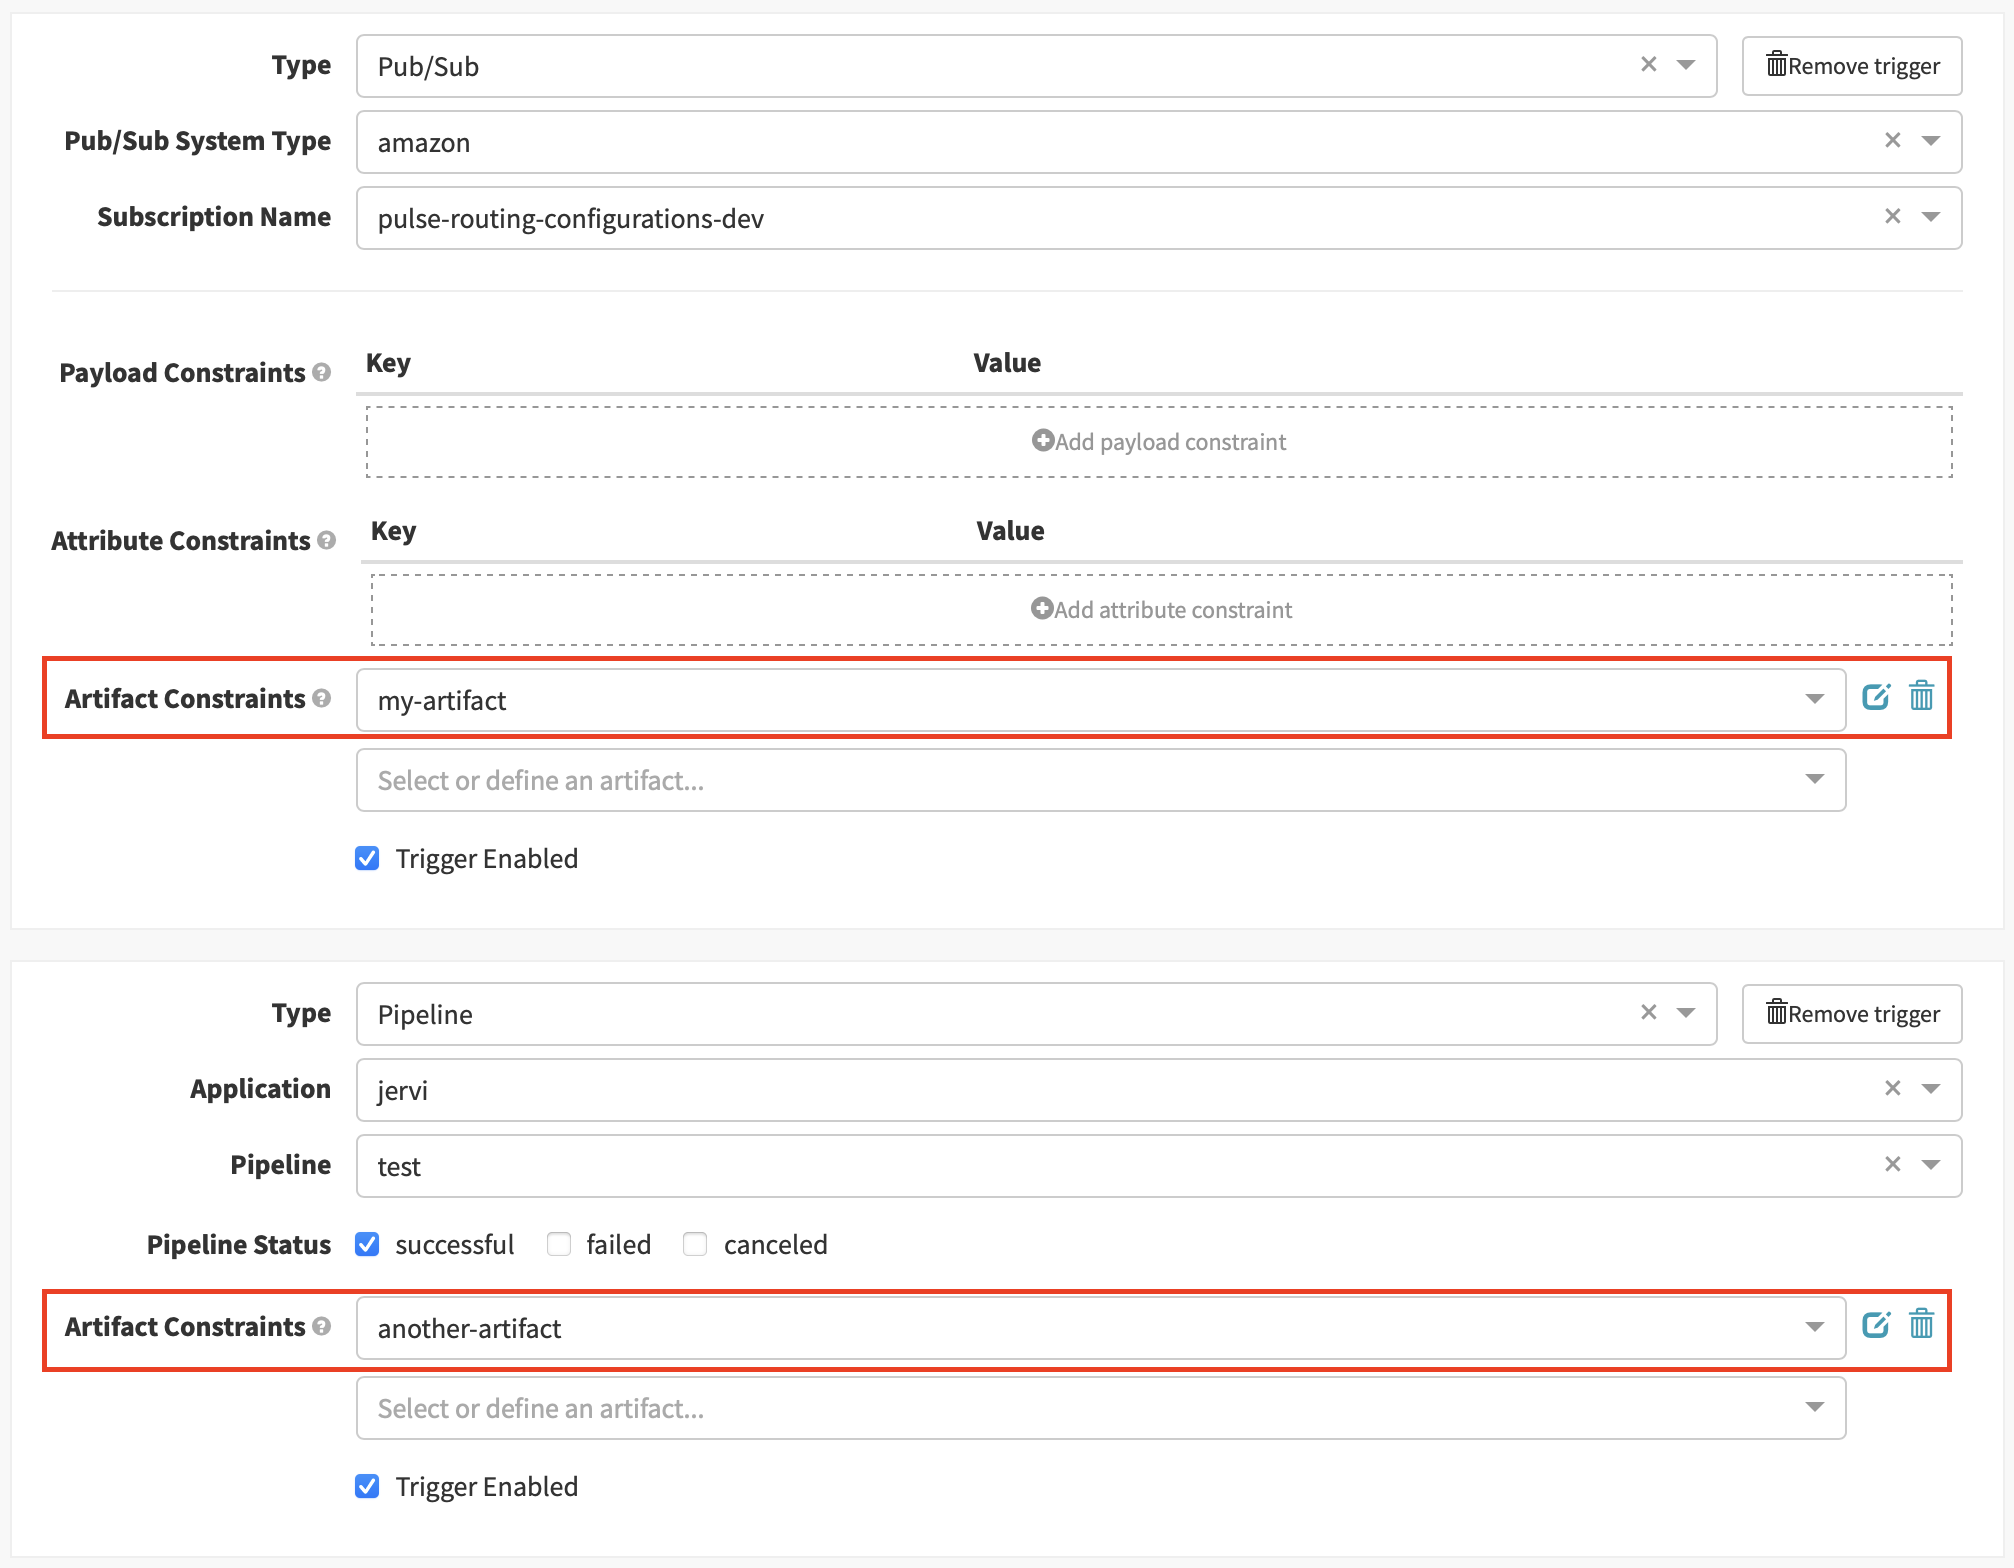 Type Pub/Sub Remove trigger
Pub/Sub System Type amazon
Subscription Name pulse-routing-configurations-dev
Payload Constraints Key Value
Add payload constraint
Attribute Constraints Key Value
Add attribute constraint
Artifact Constraints my-artifact
Select or define an artifact...
Trigger Enabled
Type Pipeline Remove trigger
Application jervi
Pipeline test
Pipeline Status successful failed canceled
Artifact Constraints another-artifact
Select or define an artifact...
Trigger Enabled